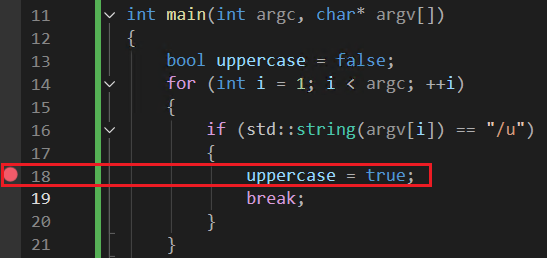 11 int main(int argc, char* argv[])
12 {
13 bool uppercase = false;
14 for (int i = 1; i < argc; ++i)
15 {
16 if (std::string(argv[i]) == "/u")
17 {
18 uppercase = true;
19 break;
20 }
21 }